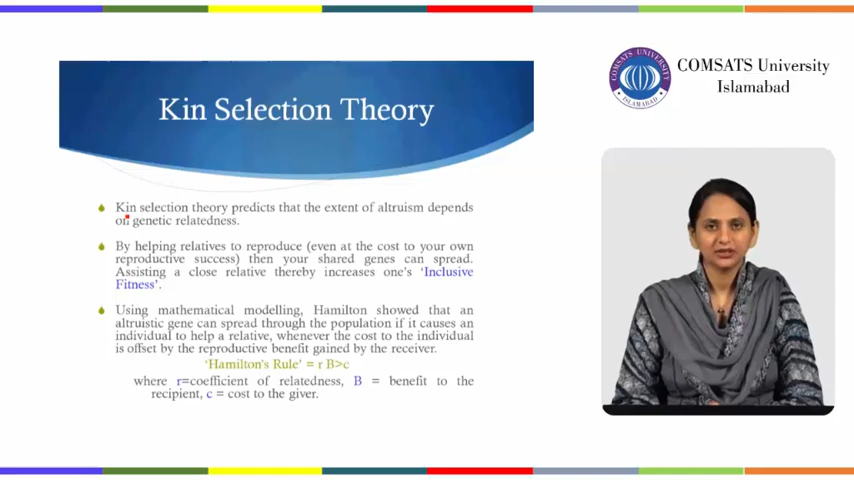 COMSATS University
Islamabad
COMSATS UNIVERSITY
ISLAMABAD
Kin Selection Theory
Kin selection theory predicts that the extent of altruism depends
on genetic relatedness.
By helping relatives to reproduce (even at the cost to your own
reproductive success) then your shared genes can spread.
Assisting a close relative thereby increases one's 'Inclusive
Fitness'.
Using mathematical modelling, Hamilton showed that an
altruistic gene can spread through the population if it causes an
individual to help a relative, whenever the cost to the individual
is offset by the reproductive benefit gained by the receiver.
'Hamilton's Rule' = r B>c
where r=coefficient of relatedness, B = benefit to the
recipient, c = cost to the giver.